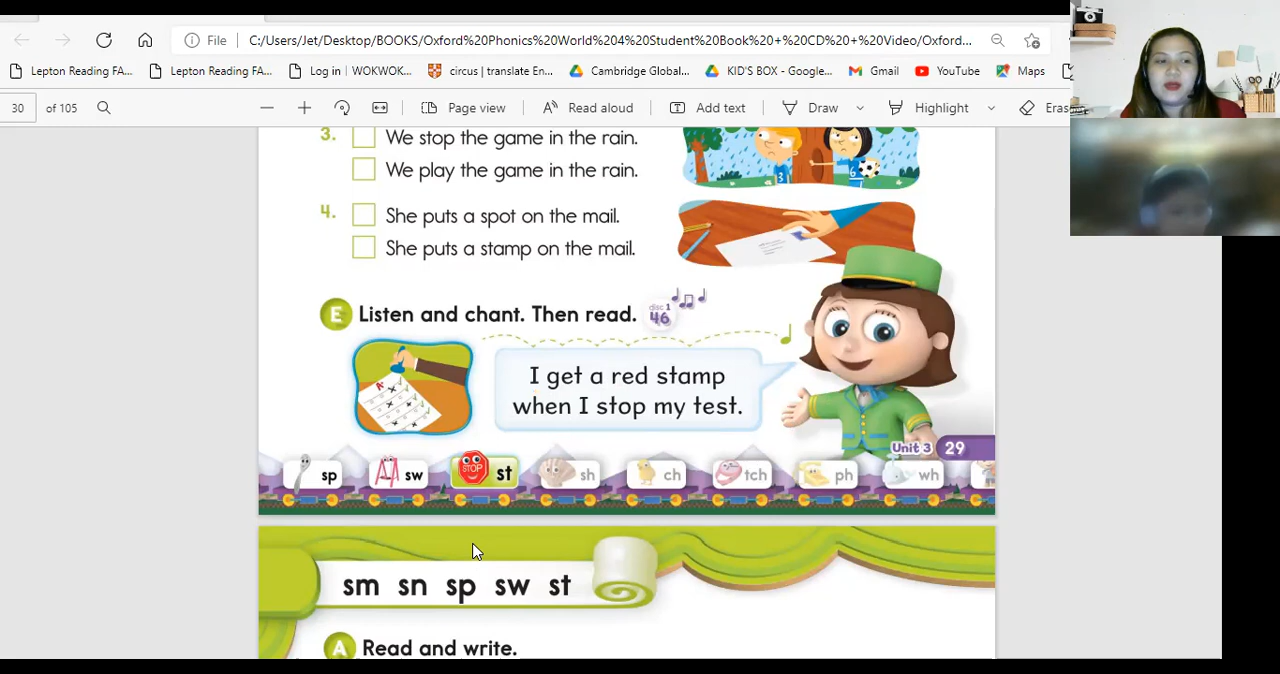 File
C:/Users/Jet/Desktop/BOOKS/Oxford%20Phonics%20World%204%20Student%20Book%20+%20CD%20+%20Video/Oxford...
Lepton Reading FA...
Lepton Reading FA...
Log in | WOKWOK...
circus | translate En...
Cambridge Global...
KID'S BOX - Google...
Gmail
YouTube
Maps
30 of 105
Page view
Read aloud
Add text
Draw
Highlight
Eras
3. We stop the game in the rain.
We play the game in the rain.
4. She puts a spot on the mail.
She puts a stamp on the mail.
E Listen and chant. Then read. disc 1 46
I get a red stamp
when I stop my test.
Unit 3 29
sp sw STOP st sh ch tch ph wh
sm sn sp sw st
A Read and write.